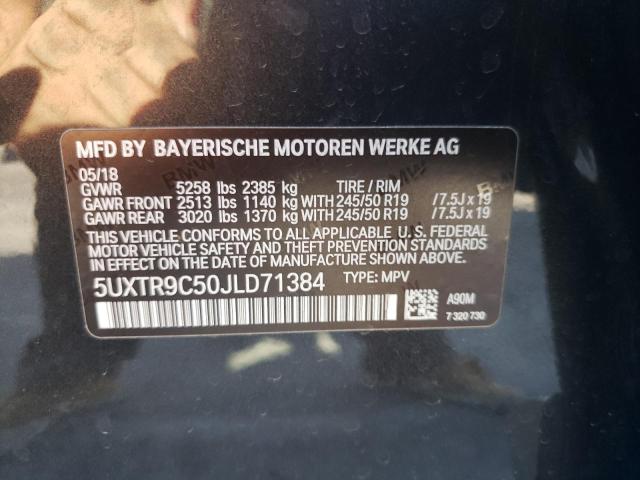 MFD BY BAYERISCHE MOTOREN WERKE AG
05/18
GVWR 5258 lbs 2385 kg TIRE / RIM
GAWR FRONT 2513 lbs 1140 kg WITH 245/50 R19 /7.5J x 19
GAWR REAR 3020 lbs 1370 kg WITH 245/50 R19 /7.5J x 19
THIS VEHICLE CONFORMS TO ALL APPLICABLE U.S. FEDERAL
MOTOR VEHICLE SAFETY AND THEFT PREVENTION STANDARDS
IN EFFECT ON THE DATE OF MANUFACTURE SHOWN ABOVE.
5UXTR9C50JLD71384 TYPE: MPV
A90M
7 320 730